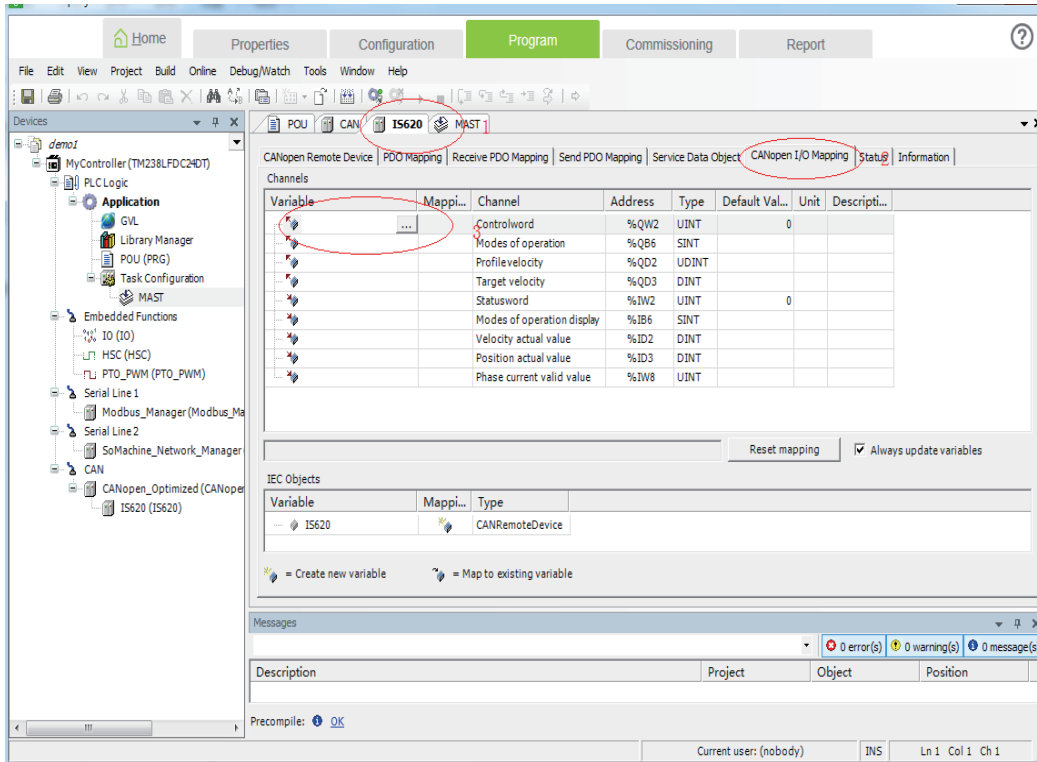 Home
Properties
Configuration
Program
Commissioning
Report
?
File Edit View Project Build Online Debug/Watch Tools Window Help
Devices
demo1
MyController (TM238LFDC24DT)
PLC Logic
Application
GVL
Library Manager
POU (PRG)
Task Configuration
MAST
Embedded Functions
IO (IO)
HSC (HSC)
PTO_PWM (PTO_PWM)
Serial Line 1
Modbus_Manager (Modbus_Ma
Serial Line 2
SoMachine_Network_Manager
CAN
CANopen_Optimized (CANoper
IS620 (IS620)
POU CAN IS620 MAST 1
CANopen Remote Device PDO Mapping Receive PDO Mapping Send PDO Mapping Service Data Object CANopen I/O Mapping Status 2 Information
Channels
Variable Mappi... Channel Address Type Default Val... Unit Descripti...
... 3 Controlword %QW2 UINT 0
Modes of operation %QB6 SINT
Profilevelocity %QD2 UDINT
Target velocity %QD3 DINT
Statusword %IW2 UINT 0
Modes of operation display %IB6 SINT
Velocity actual value %ID2 DINT
Position actual value %ID3 DINT
Phase current valid value %IW8 UINT
Reset mapping Always update variables
IEC Objects
Variable Mappi... Type
IS620 CANRemoteDevice
= Create new variable = Map to existing variable
Messages
0 error(s) 0 warning(s) 0 message(s
Description Project Object Position
Precompile: OK
Current user: (nobody) INS Ln 1 Col 1 Ch 1